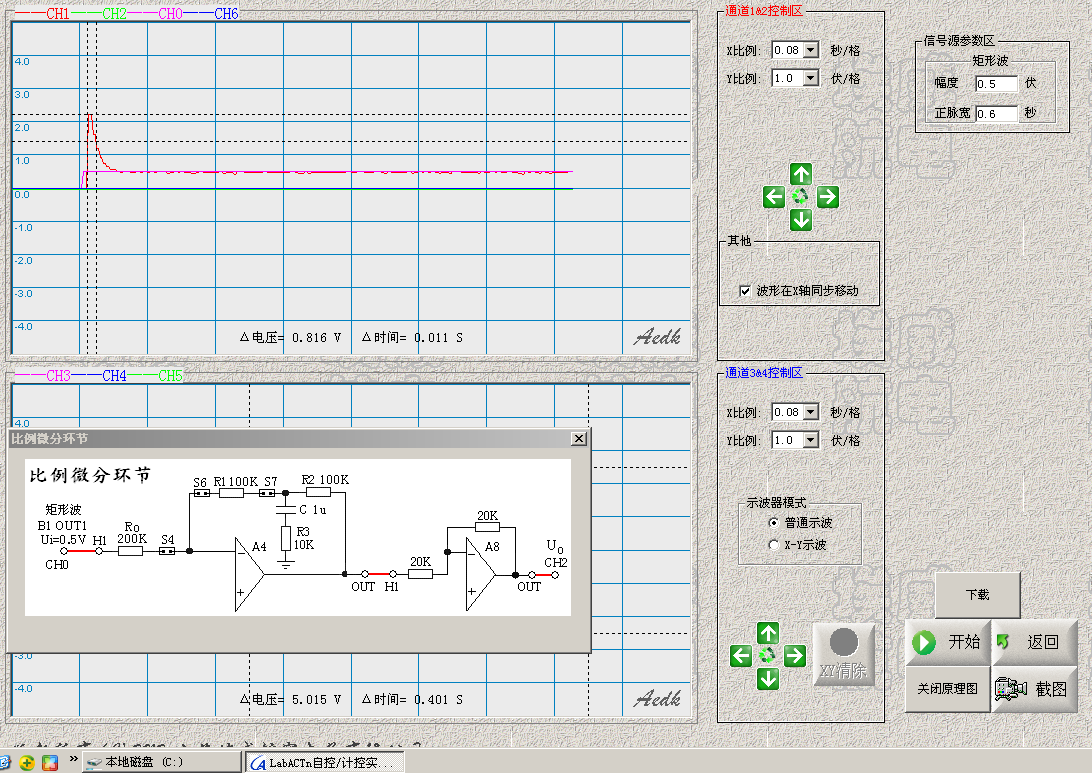 CH1 CH2 CH0 CH6
4.0
3.0
2.0
1.0
0.0
-1.0
-2.0
-3.0
-4.0
△电压= 0.816 V △时间= 0.011 S
Aedk
通道1&2控制区
X比例: 0.08 秒/格
Y比例: 1.0 伏/格
其他
波形在X轴同步移动
信号源参数区
矩形波
幅度 0.5 伏
正脉宽 0.6 秒
CH3 CH4 CH5
4.0
比例微分环节
比例微分环节
S6 R1 100K S7 R2 100K
C 1u
R3
10K
矩形波
B1 OUT1
Ui=0.5V H1
CH0
R0
200K
S4
A4
OUT H1
20K
20K
A8
U0
CH2
OUT
-3.0
-4.0
△电压= 5.015 V △时间= 0.401 S
Aedk
通道3&4控制区
X比例: 0.08 秒/格
Y比例: 1.0 伏/格
示波器模式
普通示波
X-Y示波
XY清除
下载
开始
返回
关闭原理图
截图
本地磁盘 (C:)
LabACTn自控/计控实...